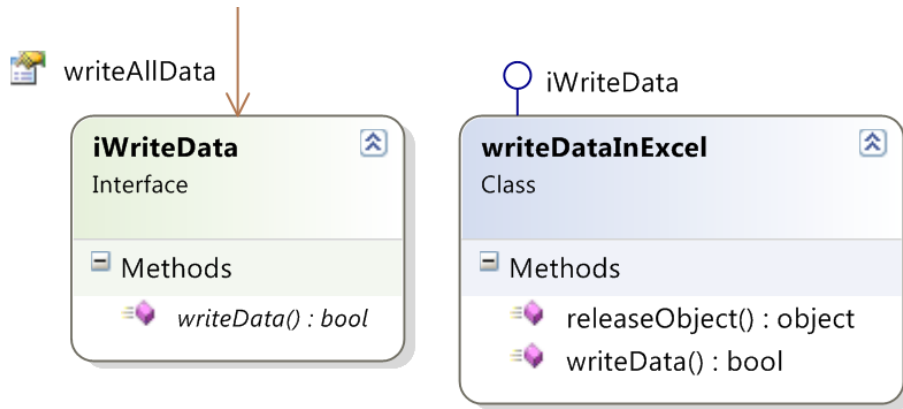 writeAllData
iWriteData
Interface
Methods
writeData() : bool
iWriteData
writeDataInExcel
Class
Methods
releaseObject() : object
writeData() : bool